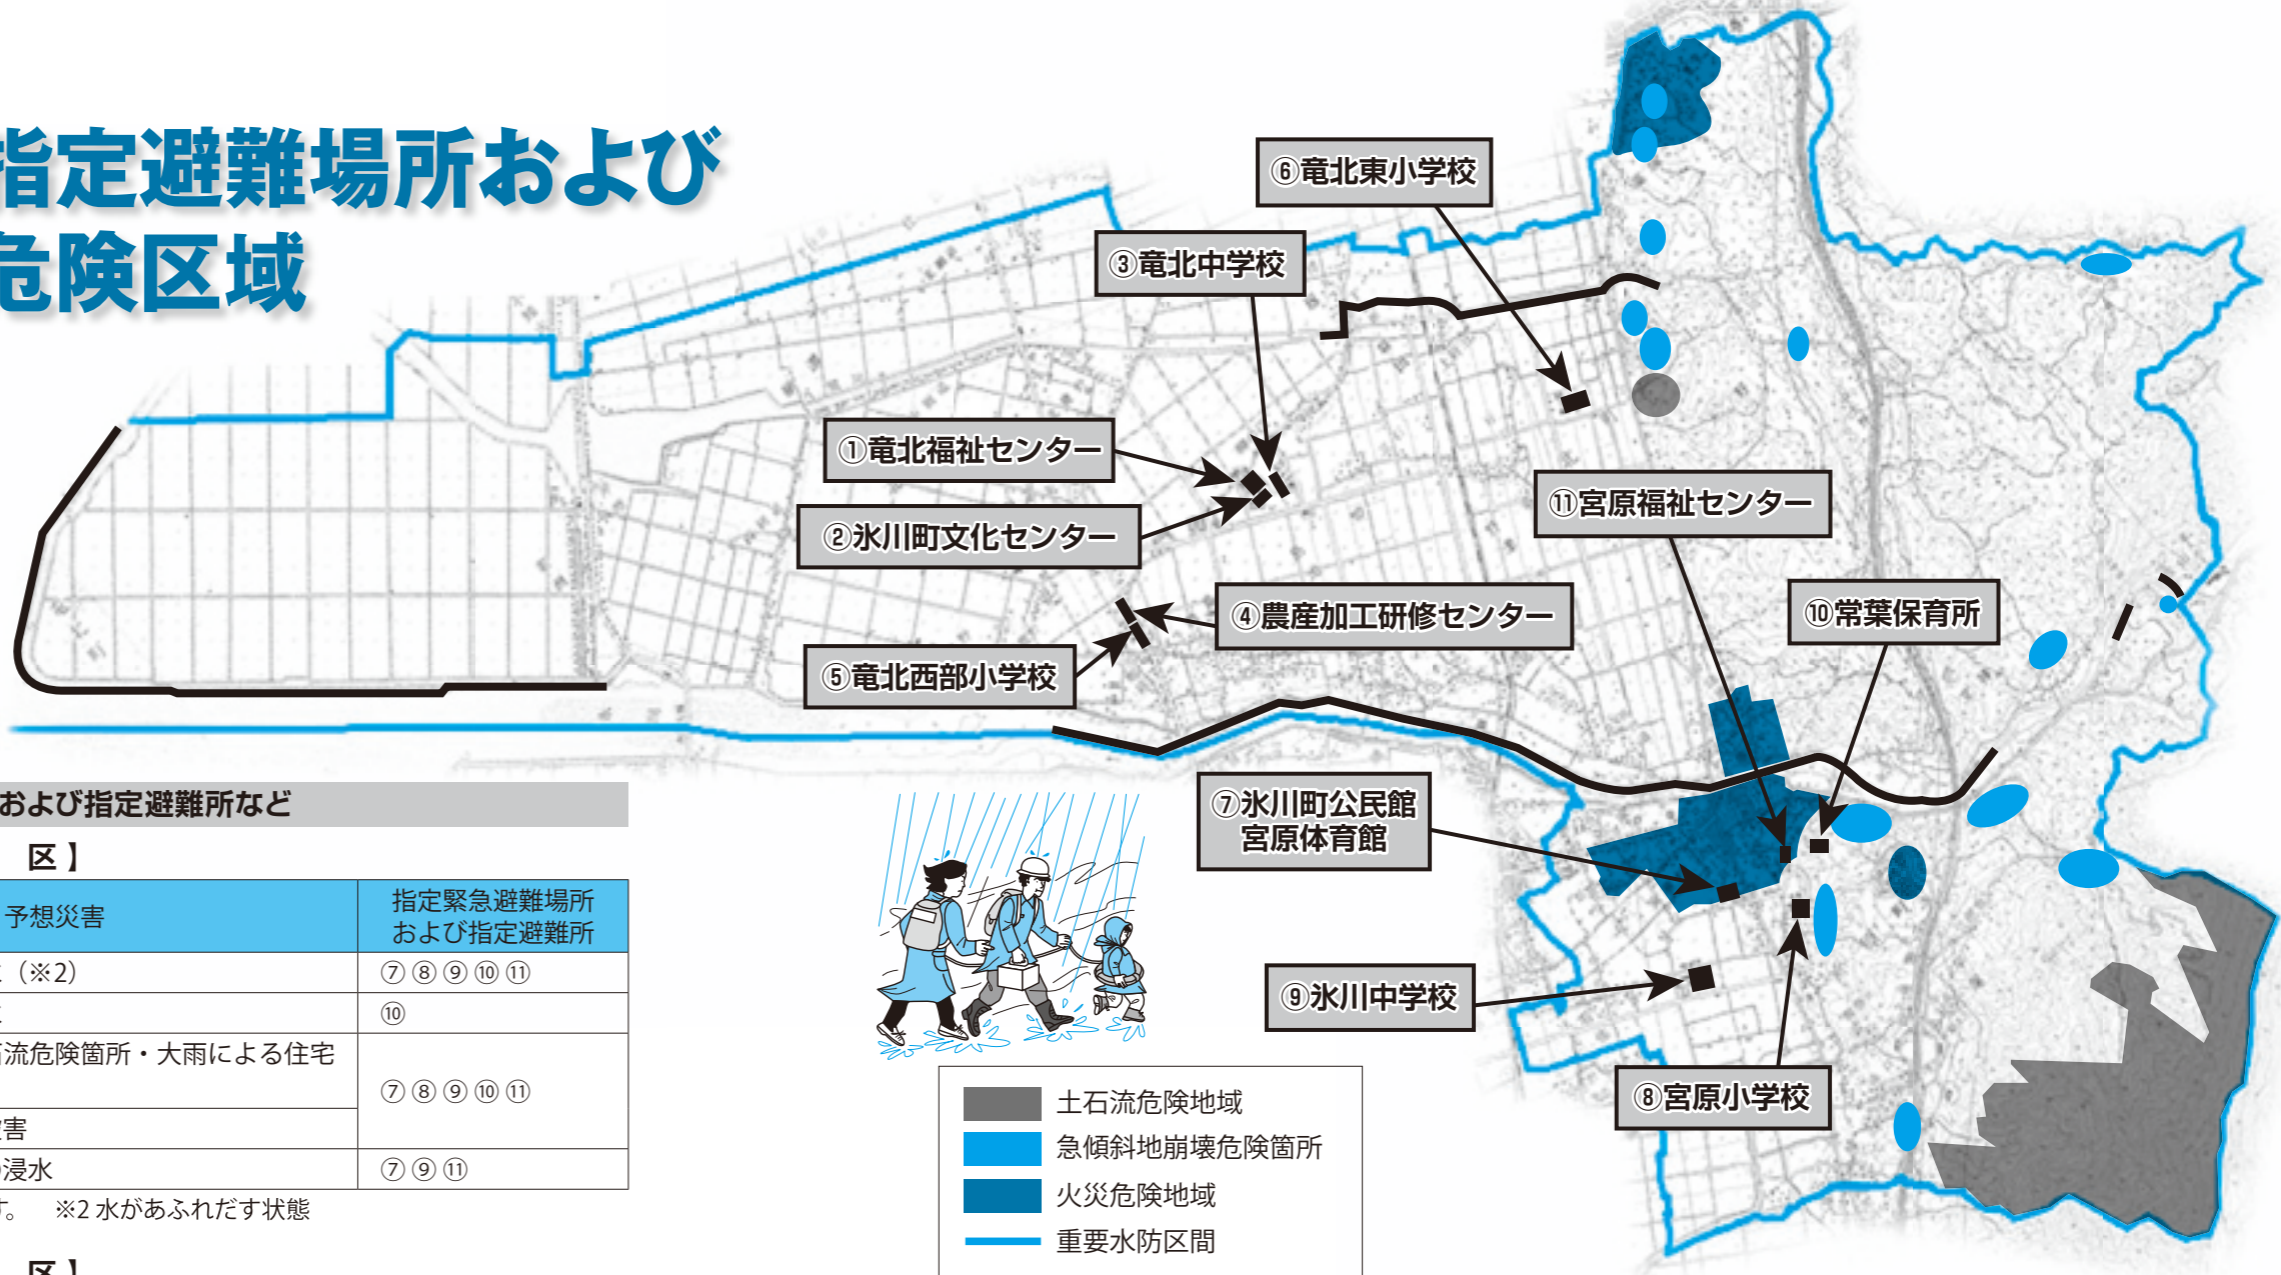 指定避難場所および
危険区域
⑥竜北東小学校
③竜北中学校
①竜北福祉センター
②氷川町文化センター
⑪宮原福祉センター
④農産加工研修センター
⑩常葉保育所
⑤竜北西部小学校
⑦氷川町公民館
宮原体育館
⑨氷川中学校
⑧宮原小学校
および指定避難所など
区】
予想災害
指定緊急避難場所
および指定避難所
（※2）
⑦⑧⑨⑩⑪
⑩
流危険箇所・大雨による住宅
⑦⑧⑨⑩⑪
害
浸水
⑦⑨⑪
す。 ※2 水があふれだす状態
区】
土石流危険地域
急傾斜地崩壊危険箇所
火災危険地域
重要水防区間